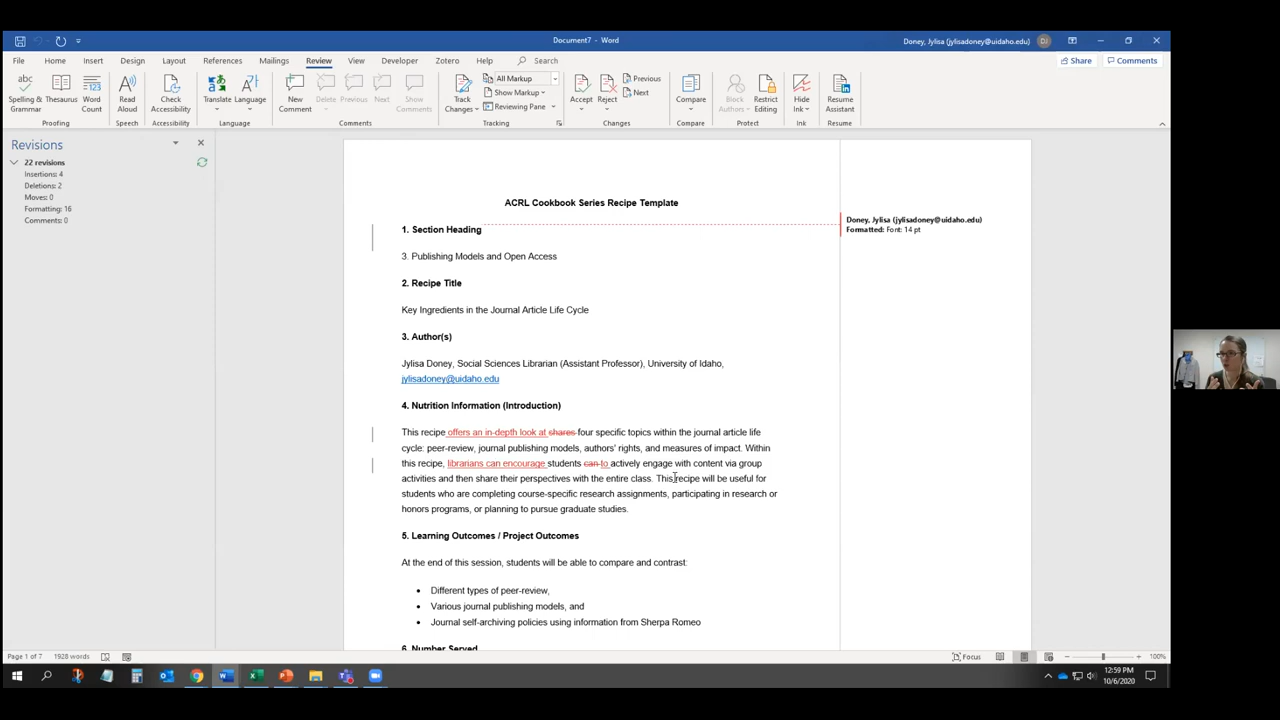 Document7 - Word
Doney, Jylisa (jylisadoney@uidaho.edu)
DJ
File Home Insert Draw Design Layout References Mailings Review View Developer Zotero Help Search
Share Comments
Spelling & Grammar
Thesaurus
Word Count
Read Aloud
Check Accessibility
Translate
Language
New Comment
Delete
Previous
Next
Show Comments
Track Changes
All Markup
Show Markup
Reviewing Pane
Accept
Reject
Previous
Next
Compare
Block Authors
Restrict Editing
Hide Ink
Resume Assistant
Proofing Speech Accessibility Language Comments Tracking Changes Compare Protect Ink Resume
Revisions
22 revisions
Insertions: 4
Deletions: 2
Moves: 0
Formatting: 16
Comments: 0
ACRL Cookbook Series Recipe Template
1. Section Heading
3. Publishing Models and Open Access
2. Recipe Title
Key Ingredients in the Journal Article Life Cycle
3. Author(s)
Jylisa Doney, Social Sciences Librarian (Assistant Professor), University of Idaho,
jylisadoney@uidaho.edu
4. Nutrition Information (Introduction)
This recipe offers an in-depth look at shares four specific topics within the journal article life
cycle: peer-review, journal publishing models, authors' rights, and measures of impact. Within
this recipe, librarians can encourage students can to actively engage with content via group
activities and then share their perspectives with the entire class. This recipe will be useful for
students who are completing course-specific research assignments, participating in research or
honors programs, or planning to pursue graduate studies.
5. Learning Outcomes / Project Outcomes
At the end of this session, students will be able to compare and contrast:
• Different types of peer-review,
• Various journal publishing models, and
• Journal self-archiving policies using information from Sherpa Romeo
6. Number Served
Doney, Jylisa (jylisadoney@uidaho.edu)
Formatted: Font: 14 pt
Page 1 of 7 1928 words
Focus
100%
12:59 PM
10/6/2020